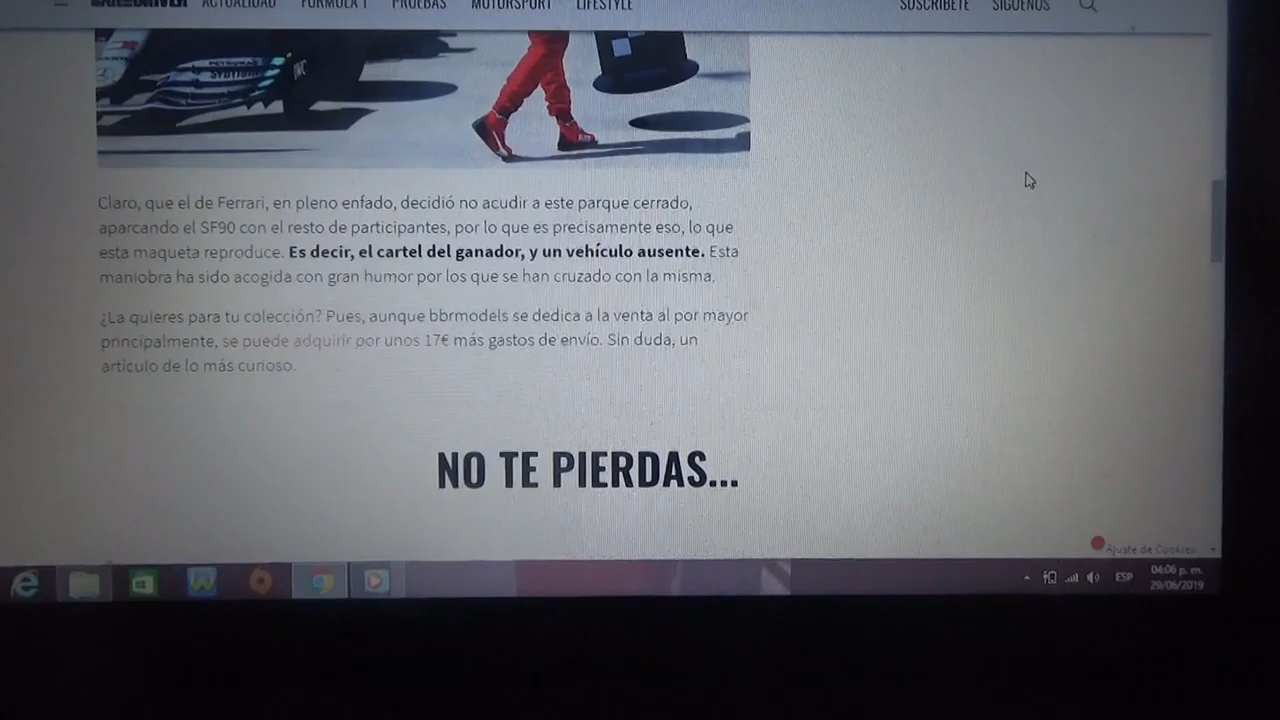 ACTUALIDAD FÓRMULA 1 PRUEBAS MOTORSPORT LIFESTYLE SUSCRÍBETE SÍGUENOS
PETRONAS
Claro, que el de Ferrari, en pleno enfado, decidió no acudir a este parque cerrado,
aparcando el SF90 con el resto de participantes, por lo que es precisamente eso, lo que
esta maqueta reproduce. Es decir, el cartel del ganador, y un vehículo ausente. Esta
maniobra ha sido acogida con gran humor por los que se han cruzado con la misma.
¿La quieres para tu colección? Pues, aunque bbrmodels se dedica a la venta al por mayor
principalmente, se puede adquirir por unos 17€ más gastos de envío. Sin duda, un
artículo de lo más curioso.
NO TE PIERDAS...
Ajuste de Cookies
ESP
04:06 p. m.
29/06/2019